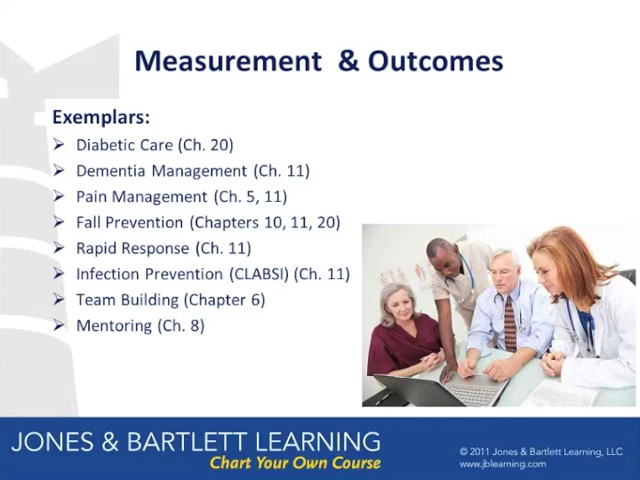 Measurement & Outcomes
Exemplars:
Diabetic Care (Ch. 20)
Dementia Management (Ch. 11)
Pain Management (Ch. 5, 11)
Fall Prevention (Chapters 10, 11, 20)
Rapid Response (Ch. 11)
Infection Prevention (CLABSI) (Ch. 11)
Team Building (Chapter 6)
Mentoring (Ch. 8)
JONES & BARTLETT LEARNING
Chart Your Own Course
© 2011 Jones & Bartlett Learning, LLC
www.jblearning.com